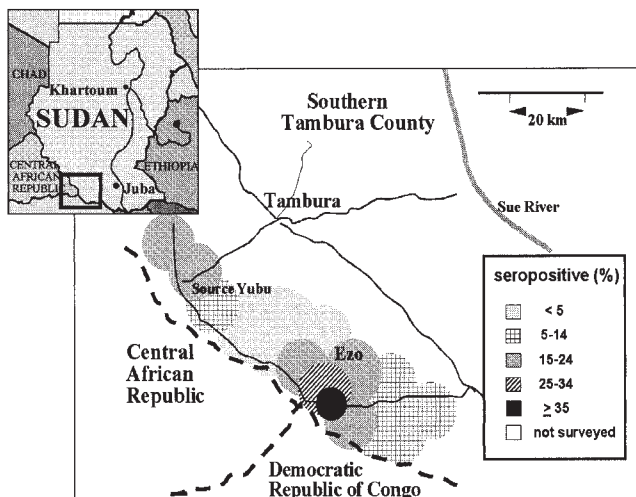 CHAD
Khartoum
SUDAN
CENTRAL
AFRICAN
REPUBLIC
ETHIOPIA
Juba
Southern
Tambura County
20 km
Tambura
Sue River
Source Yubu
Ezo
Central
African
Republic
Democratic
Republic of Congo
seropositive (%)
< 5
5-14
15-24
25-34
≥ 35
not surveyed